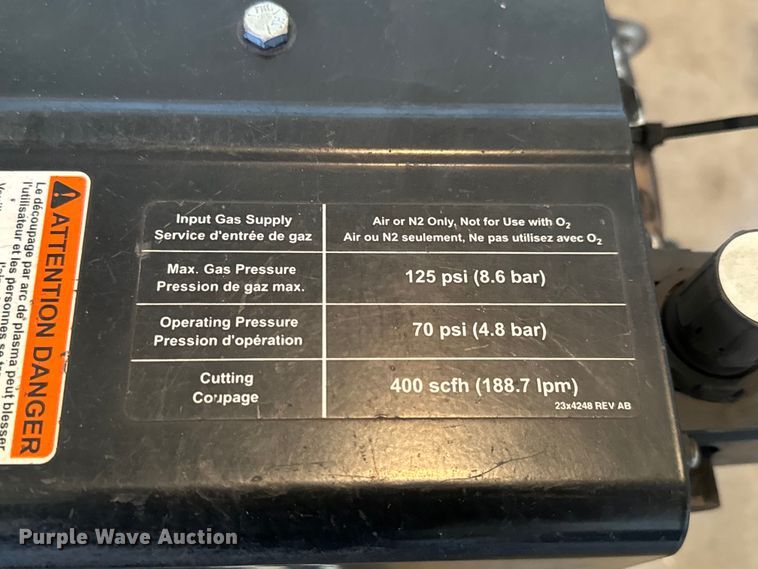 Input Gas Supply
Service d'entrée de gaz
Air or N2 Only, Not for Use with O2
Air ou N2 seulement, Ne pas utilisez avec O2
Max. Gas Pressure
Pression de gaz max.
125 psi (8.6 bar)
Operating Pressure
Pression d'opération
70 psi (4.8 bar)
Cutting
Coupage
400 scfh (188.7 lpm)
23x4248 REV AB
ATTENTION DANGER
Le découpage par arc de plasma peut blesser
l'utilisateur et les personnes se
Purple Wave Auction